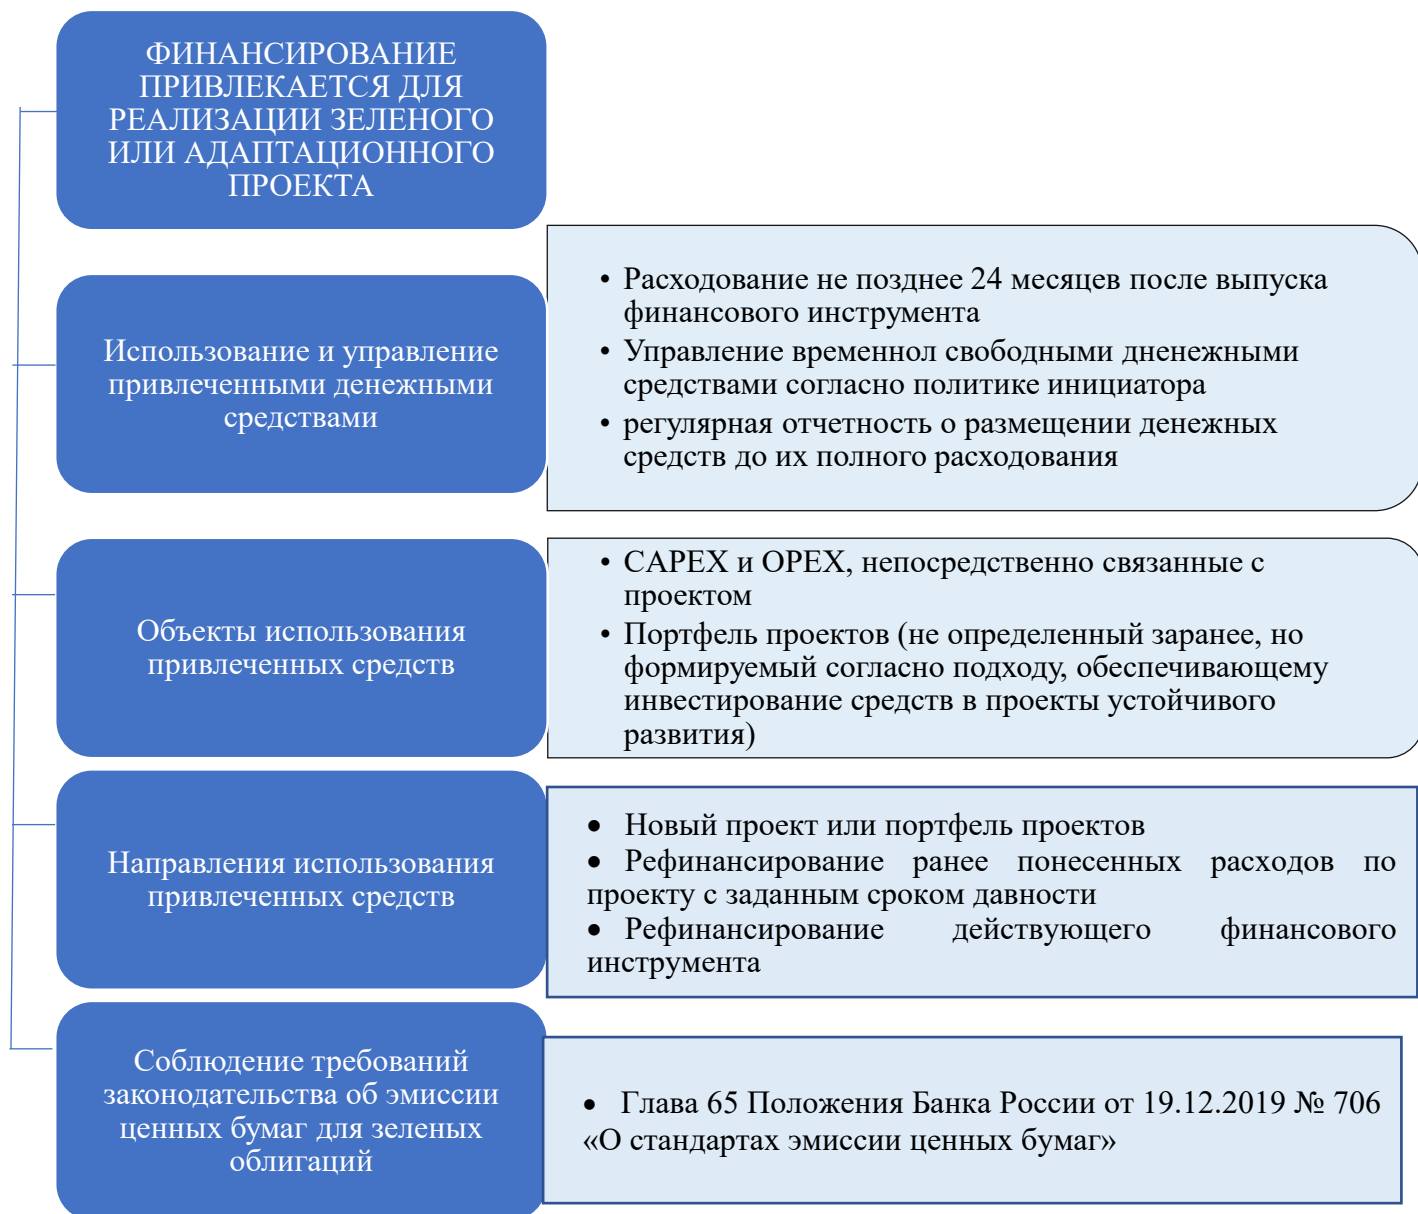 ФИНАНСИРОВАНИЕ
ПРИВЛЕКАЕТСЯ ДЛЯ
РЕАЛИЗАЦИИ ЗЕЛЕНОГО
ИЛИ АДАПТАЦИОННОГО
ПРОЕКТА
Использование и управление
привлеченными денежными
средствами
• Расходование не позднее 24 месяцев после выпуска
финансового инструмента
• Управление временнол свободными дненежными
средствами согласно политике инициатора
• регулярная отчетность о размещении денежных
средств до их полного расходования
Объекты использования
привлеченных средств
• CAPEX и OPEX, непосредственно связанные с
проектом
• Портфель проектов (не определенный заранее, но
формируемый согласно подходу, обеспечивающему
инвестирование средств в проекты устойчивого
развития)
Направления использования
привлеченных средств
• Новый проект или портфель проектов
• Рефинансирование ранее понесенных расходов по
проекту с заданным сроком давности
• Рефинансирование действующего финансового
инструмента
Соблюдение требований
законодательства об эмиссии
ценных бумаг для зеленых
облигаций
• Глава 65 Положения Банка России от 19.12.2019 № 706
«О стандартах эмиссии ценных бумаг»